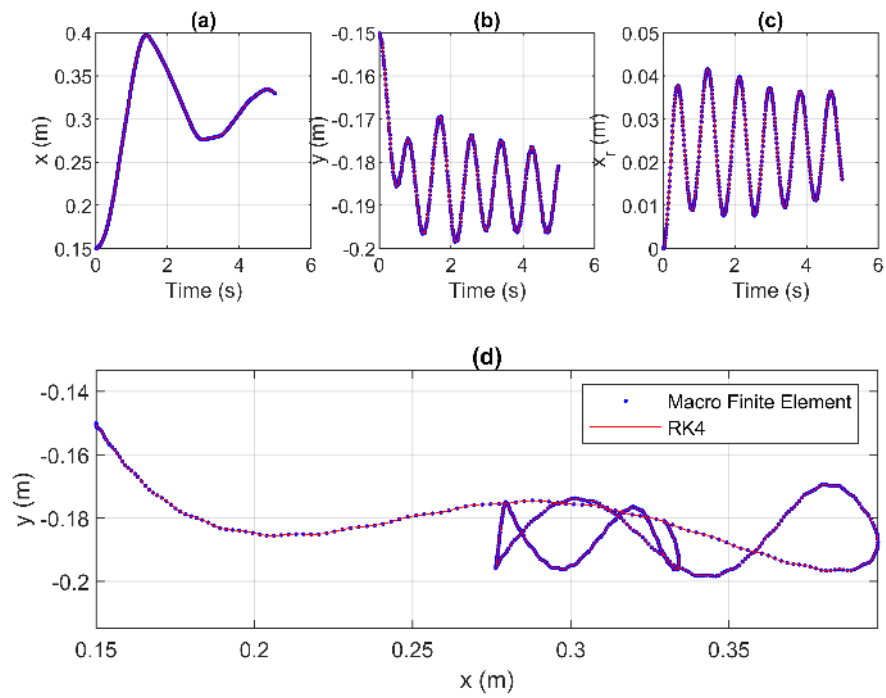 (a)
0.4
0.35
0.3
0.25
0.2
0.15
x (m)
0 2 4 6
Time (s)
(b)
-0.15
-0.16
-0.17
-0.18
-0.19
-0.2
y (m)
0 2 4 6
Time (s)
(c)
0.05
0.04
0.03
0.02
0.01
0
x_r (m)
0 2 4 6
Time (s)
(d)
-0.14
-0.16
-0.18
-0.2
y (m)
Macro Finite Element
RK4
0.15 0.2 0.25 0.3 0.35
x (m)